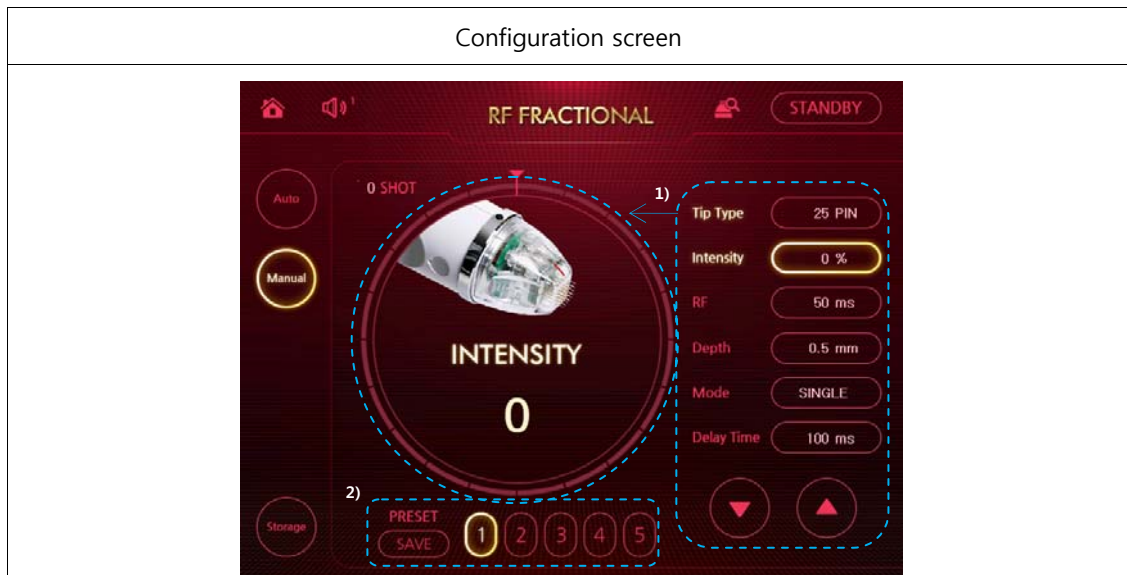 Configuration screen
1
RF FRACTIONAL
STANDBY
Auto
Manual
Storage
0 SHOT
INTENSITY
0
1)
Tip Type 25 PIN
Intensity 0 %
RF 50 ms
Depth 0.5 mm
Mode SINGLE
Delay Time 100 ms
2)
PRESET
SAVE
1 2 3 4 5